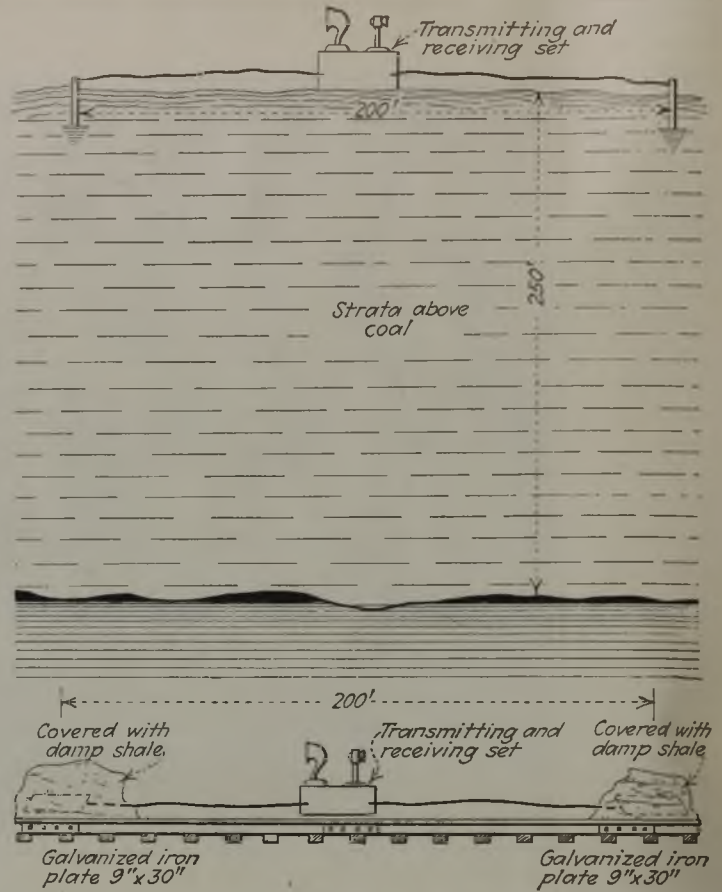 Transmitting and
receiving set
200'
250'
Strata above
coal
200'
Covered with
damp shale
Transmitting and
receiving set
Covered with
damp shale
Galvanized iron
plate 9"x30"
Galvanized iron
plate 9"x30"